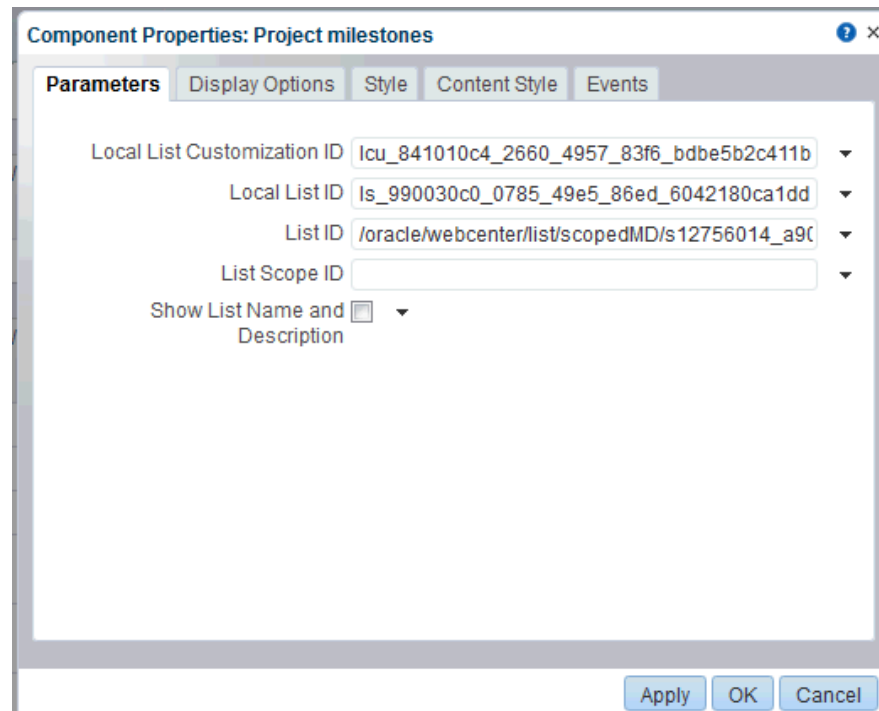 Component Properties: Project milestones
Parameters Display Options Style Content Style Events
Local List Customization ID lcu_841010c4_2660_4957_83f6_bdbe5b2c411b
Local List ID ls_990030c0_0785_49e5_86ed_6042180ca1dd
List ID /oracle/webcenter/list/scopedMD/s12756014_a90
List Scope ID
Show List Name and
Description
Apply OK Cancel